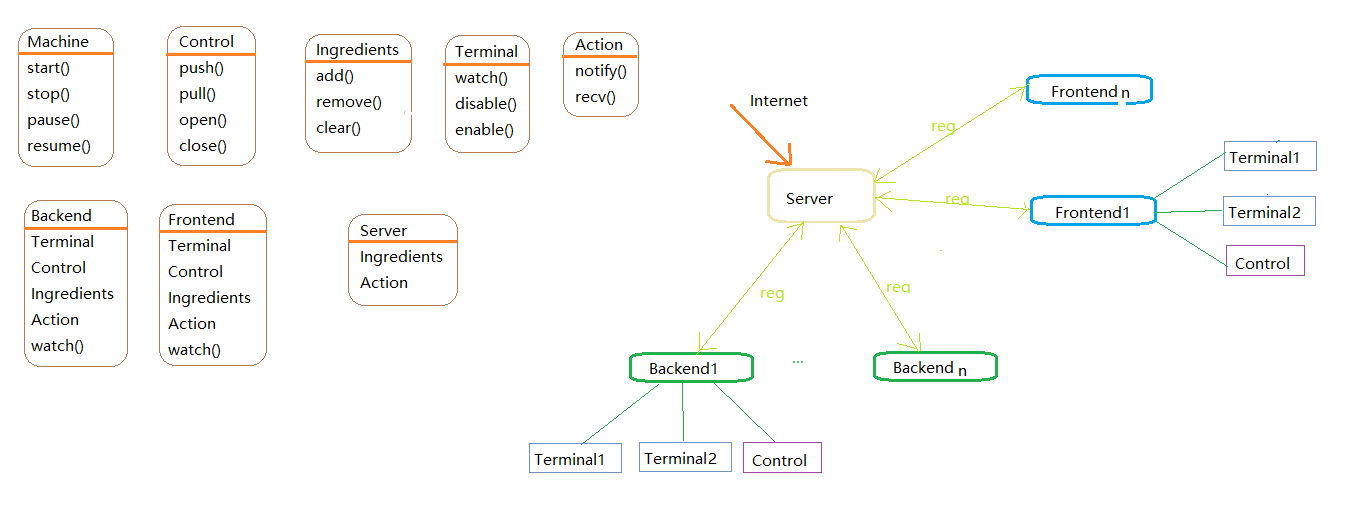 Machine
start()
stop()
pause()
resume()
Control
push()
pull()
open()
close()
Ingredients
add()
remove()
clear()
Terminal
watch()
disable()
enable()
Action
notify()
recv()
Backend
Terminal
Control
Ingredients
Action
watch()
Frontend
Terminal
Control
Ingredients
Action
watch()
Server
Ingredients
Action
Internet
Server
reg
Frontend n
reg
Frontend1
Terminal1
Terminal2
Control
reg
reg
Backend1
...
Backend n
Terminal1
Terminal2
Control